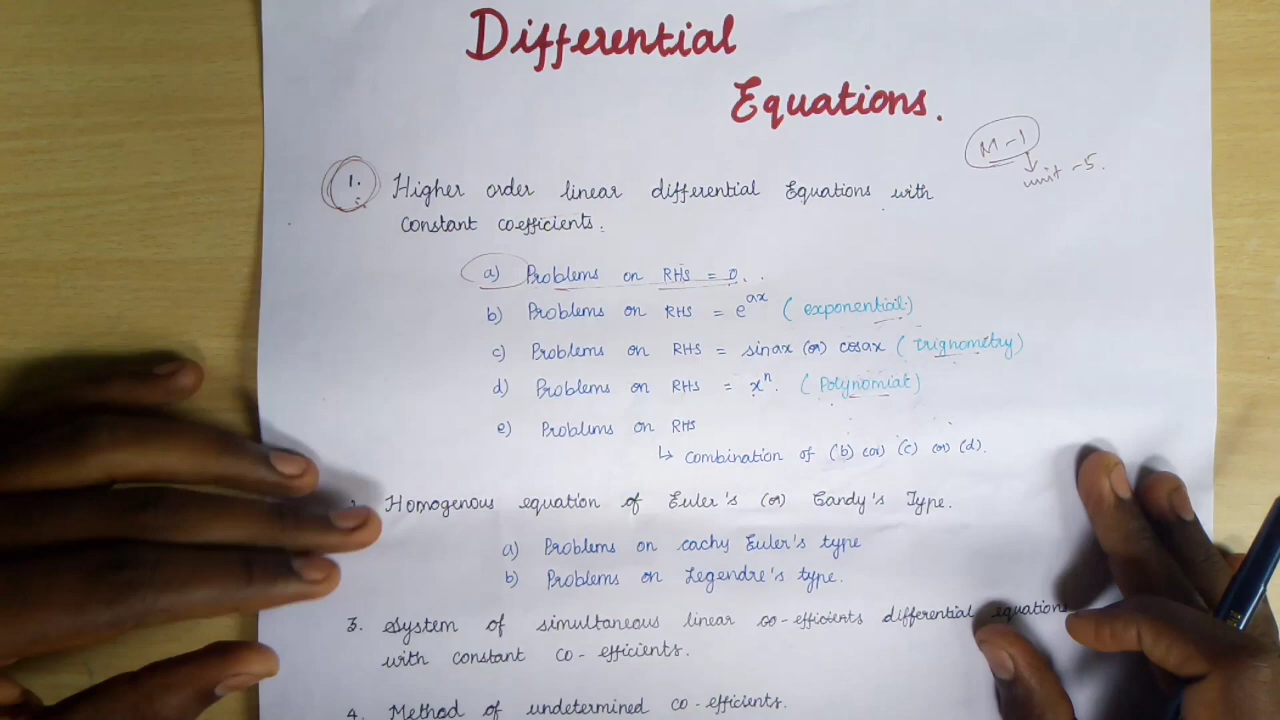 Differential
Equations.
M-1
unit -5.
1. Higher order linear differential Equations with
constant coefficients.
a) Problems on RHS = 0.
b) Problems on RHS = e^ax (exponential)
c) Problems on RHS = sinax (or) cosax (trignometry)
d) Problems on RHS = x^n. (Polynomial)
e) Problems on RHS
↳ combination of (b) (or) (c) (or) (d).
Homogenous equation of Euler's (or) Candy's Type.
a) Problems on cachy Euler's type
b) Problems on Legendre's type.
3. System of simultaneous linear co-efficients differential equations
with constant co-efficients.
4. Method of undetermined co-efficients.